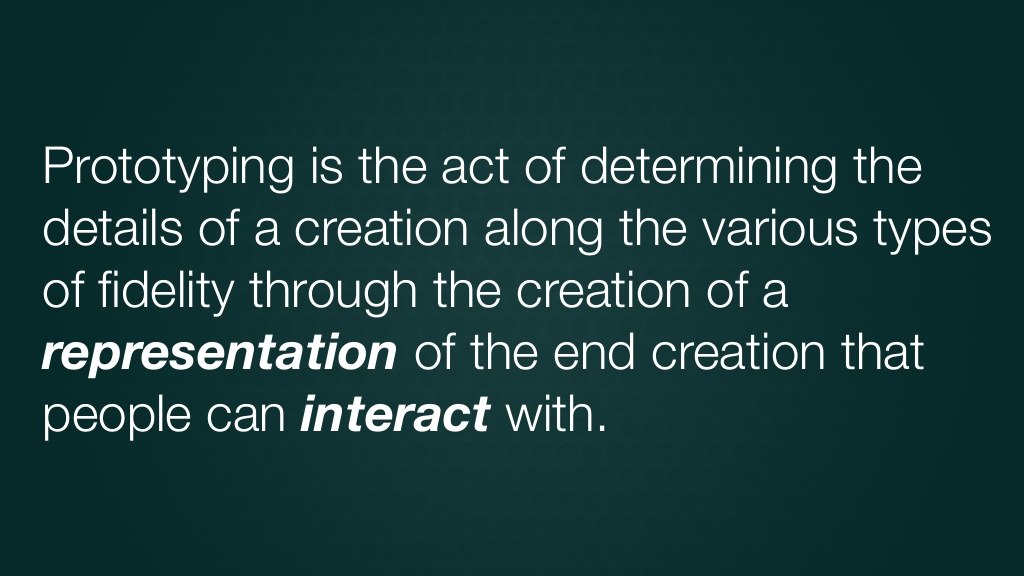 Prototyping is the act of determining the
details of a creation along the various types
of fidelity through the creation of a
representation of the end creation that
people can interact with.